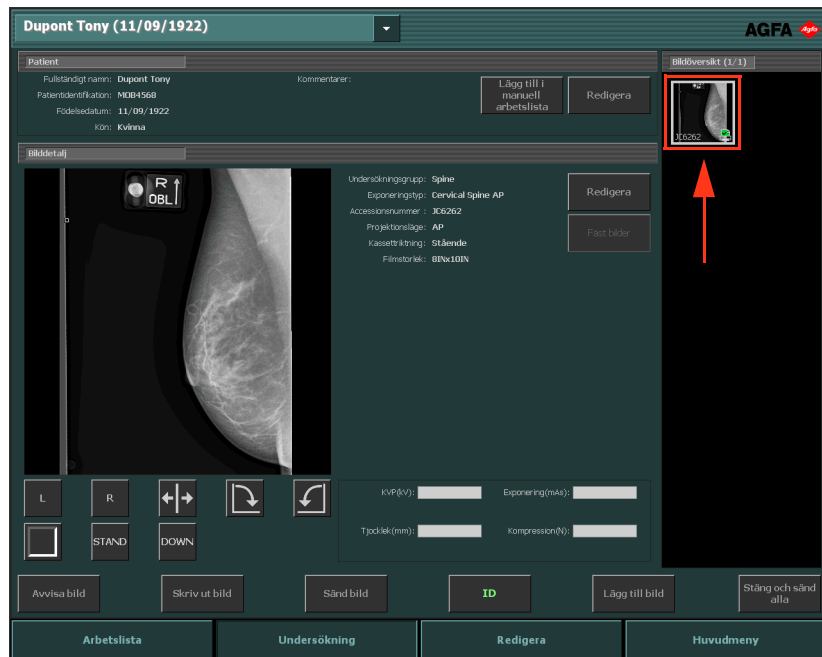 Dupont Tony (11/09/1922)
AGFA Agfa
Patient
Fullständigt namn: Dupont Tony
Patientidentifikation: MOB4568
Födelsedatum: 11/09/1922
Kön: Kvinna
Kommentarer:
Lägg till i
manuell
arbetslista
Redigera
Bildöversikt (1/1)
JC6262
Bilddetalj
R
OBL
Undersökningsgrupp: Spine
Exponeringstyp: Cervical Spine AP
Accessionsnummer : JC6262
Projektionsläge: AP
Kassettriktning: Stående
Filmstorlek: 8INx10IN
Redigera
Fast bilder
L
R
STAND
DOWN
KVP(kV):
Exponering(mAs):
Tjocklek(mm):
Kompression(N):
Avvisa bild
Skriv ut bild
Sänd bild
ID
Lägg till bild
Stäng och sänd
alla
Arbetslista
Undersökning
Redigera
Huvudmeny